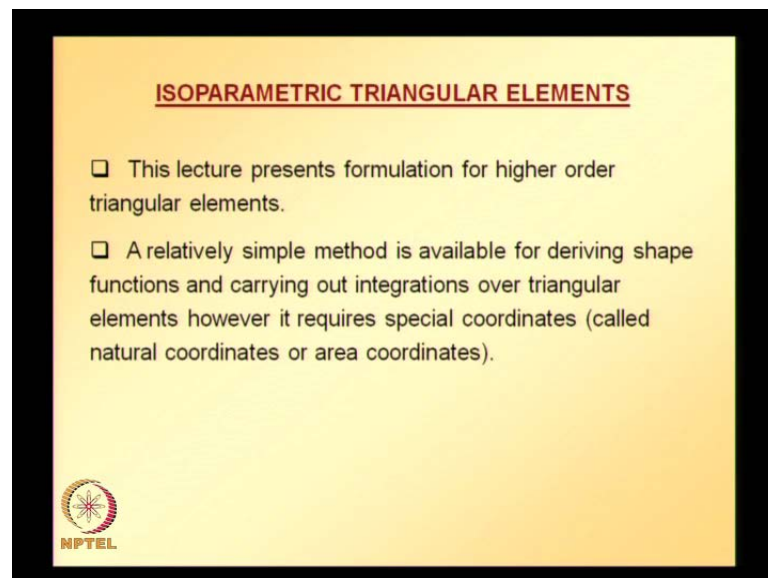 ISOPARAMETRIC TRIANGULAR ELEMENTS
❑ This lecture presents formulation for higher order
triangular elements.
❑ A relatively simple method is available for deriving shape
functions and carrying out integrations over triangular
elements however it requires special coordinates (called
natural coordinates or area coordinates).
NPTEL